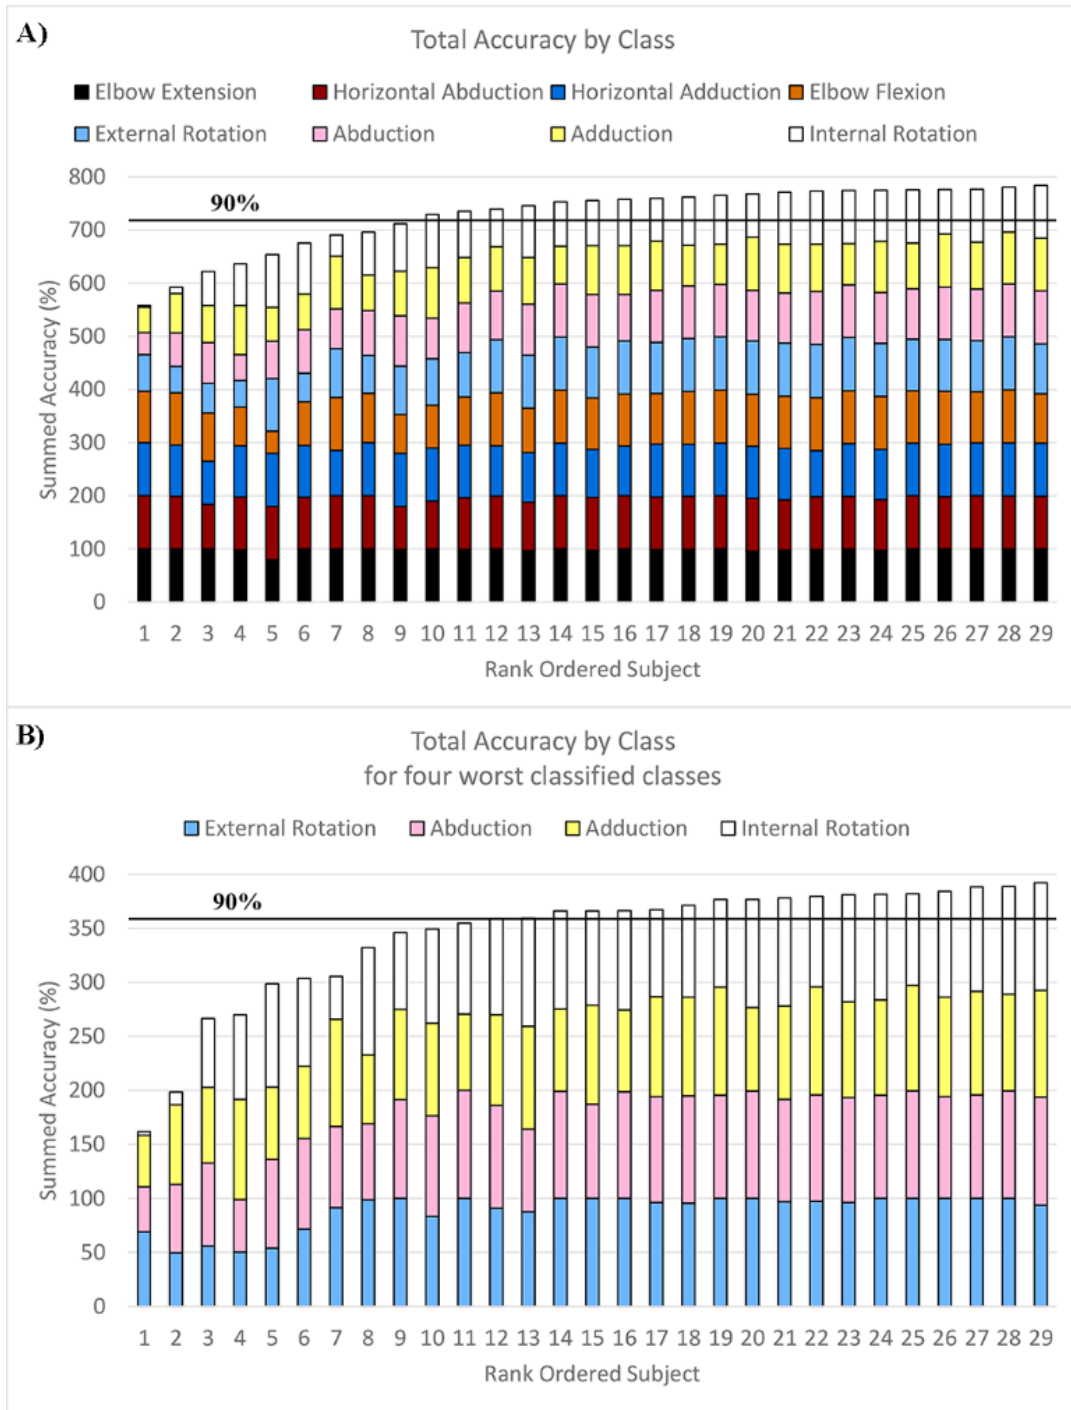 A)
Total Accuracy by Class
Elbow Extension Horizontal Abduction Horizontal Adduction Elbow Flexion
External Rotation Abduction Adduction Internal Rotation
800
90%
700
600
500
400
300
200
100
0
Summed Accuracy (%)
1 2 3 4 5 6 7 8 9 10 11 12 13 14 15 16 17 18 19 20 21 22 23 24 25 26 27 28 29
Rank Ordered Subject
B)
Total Accuracy by Class
for four worst classified classes
External Rotation Abduction Adduction Internal Rotation
400
90%
350
300
250
200
150
100
50
0
Summed Accuracy (%)
1 2 3 4 5 6 7 8 9 10 11 12 13 14 15 16 17 18 19 20 21 22 23 24 25 26 27 28 29
Rank Ordered Subject